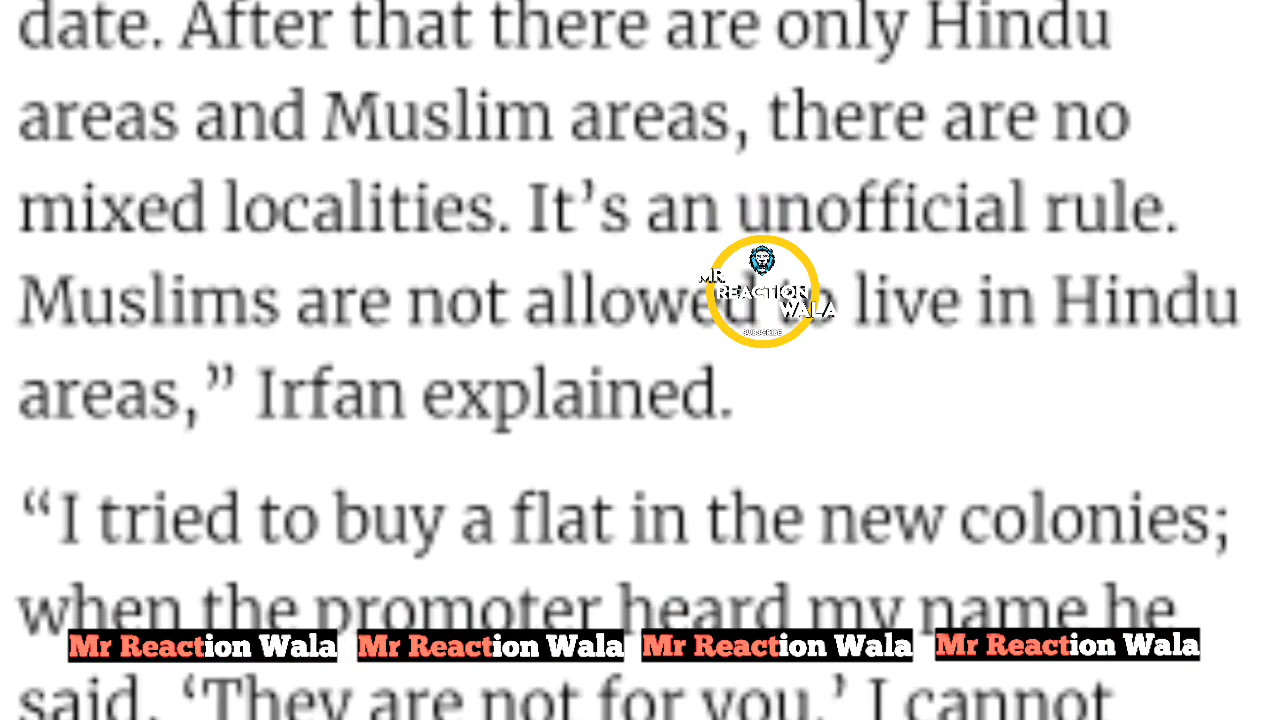 date. After that there are only Hindu
areas and Muslim areas, there are no
mixed localities. It’s an unofficial rule.
Muslims are not allowed to live in Hindu
MR.
REACTION
WALA
SUBSCRIBE
areas,” Irfan explained.
“I tried to buy a flat in the new colonies;
when the promoter heard my name he
Mr Reaction Wala Mr Reaction Wala Mr Reaction Wala Mr Reaction Wala
said, ‘They are not for you.’ I cannot